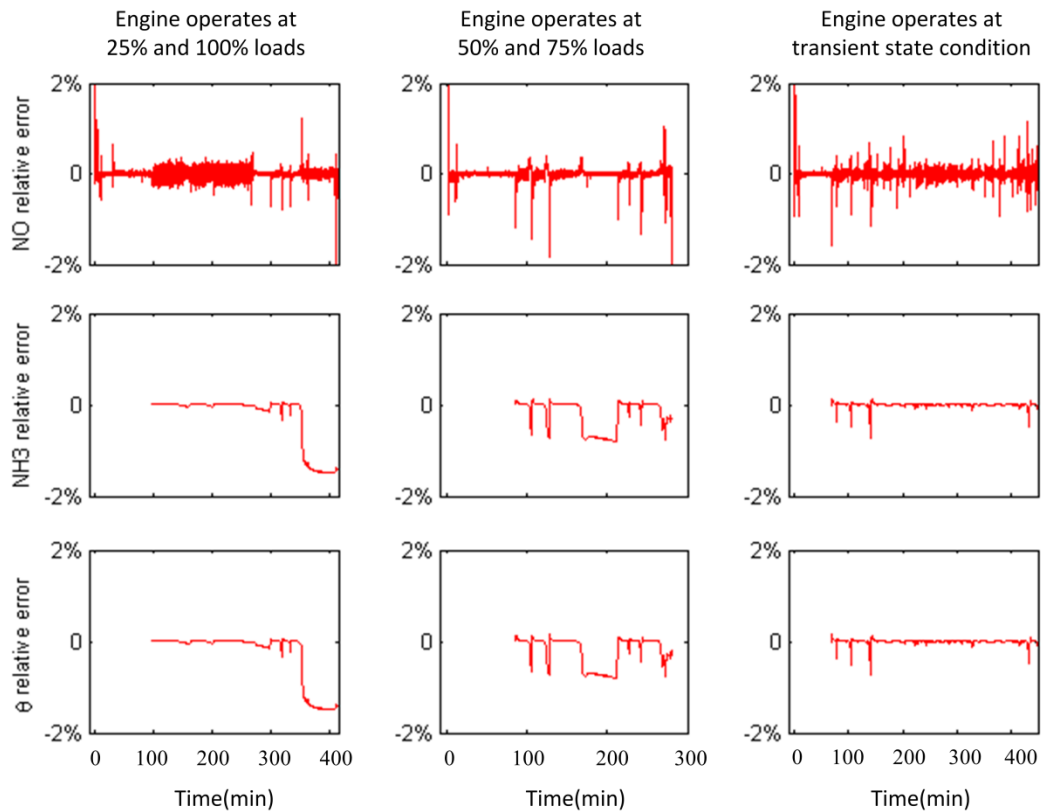 Engine operates at
25% and 100% loads
Engine operates at
50% and 75% loads
Engine operates at
transient state condition
NO relative error
2%
0
-2%
2%
0
-2%
2%
0
-2%
NH3 relative error
2%
0
-2%
2%
0
-2%
2%
0
-2%
θ relative error
2%
0
-2%
2%
0
-2%
2%
0
-2%
0 100 200 300 400
0 100 200 300
0 100 200 300 400
Time(min)
Time(min)
Time(min)